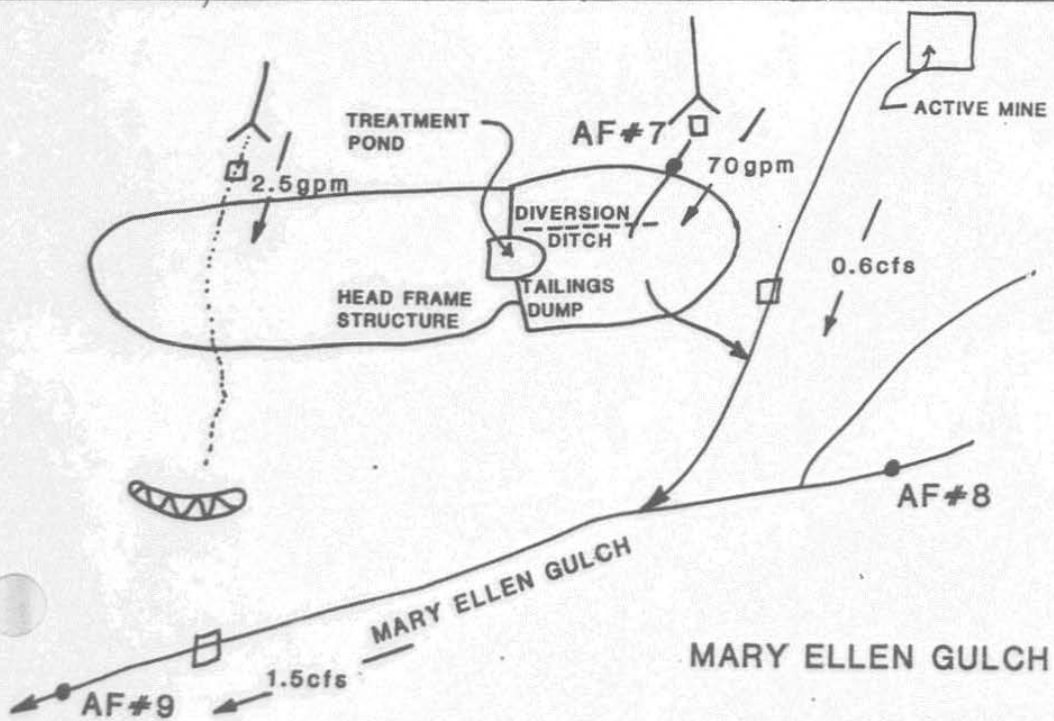 ACTIVE MINE
TREATMENT
POND
AF#7
70gpm
2.5gpm
DIVERSION
DITCH
0.6cfs
HEAD FRAME
STRUCTURE
TAILINGS
DUMP
AF#8
MARY ELLEN GULCH
MARY ELLEN GULCH
1.5cfs
AF#9